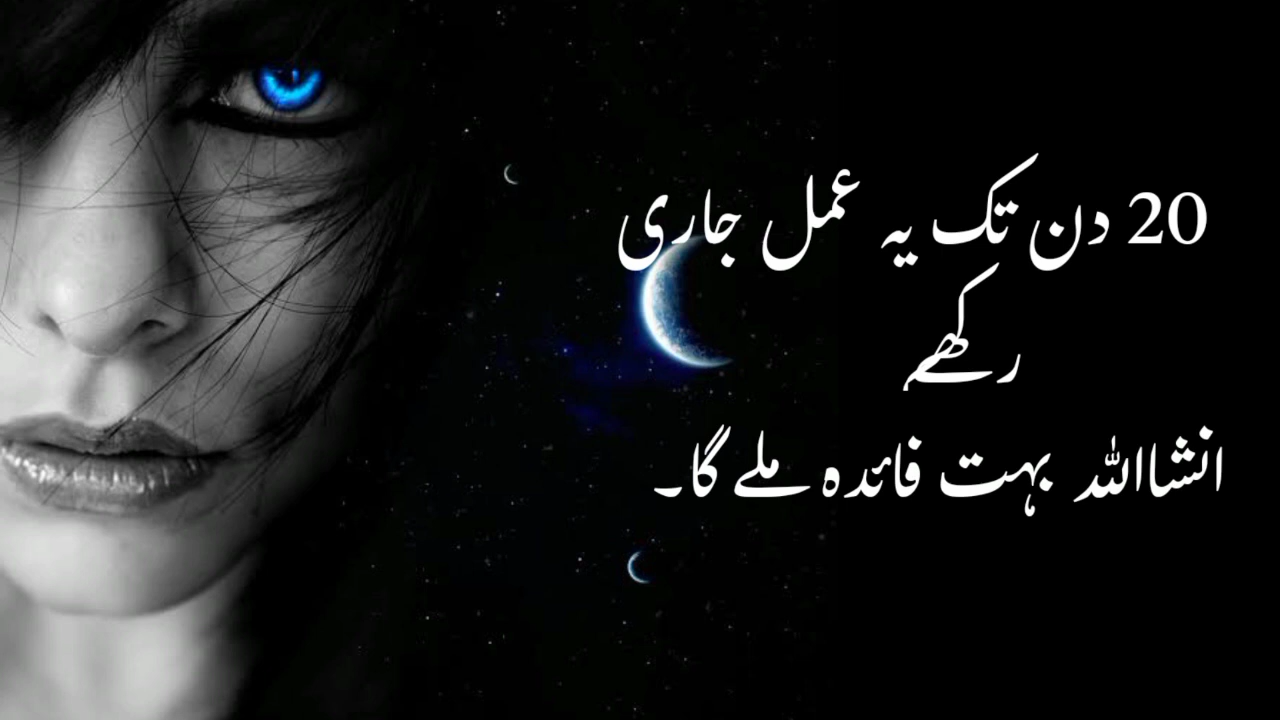 20 دن تک یہ عمل جاری
رکھے
انشااللہ بہت فائدہ ملے گا۔